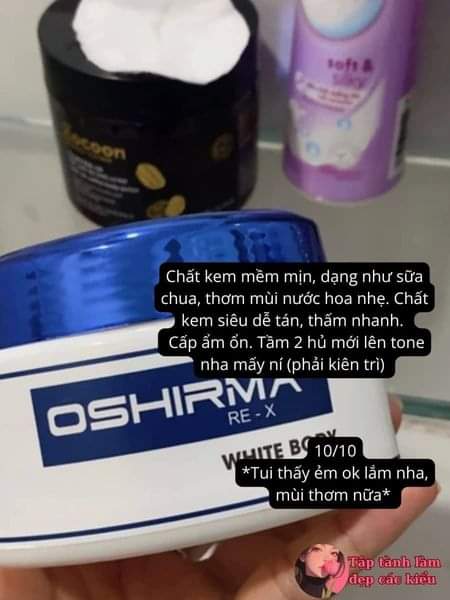 Cocoon
soft &
silky
Chất kem mềm mịn, dạng như sữa
chua, thơm mùi nước hoa nhẹ. Chất
kem siêu dễ tán, thấm nhanh.
Cấp ẩm ổn. Tầm 2 hủ mới lên tone
nha mấy ní (phải kiên trì)
OSHIRMA
RE - X
WHITE BODY
10/10
*Tui thấy ẻm ok lắm nha,
mùi thơm nữa*
Tập tành làm
đẹp các kiểu